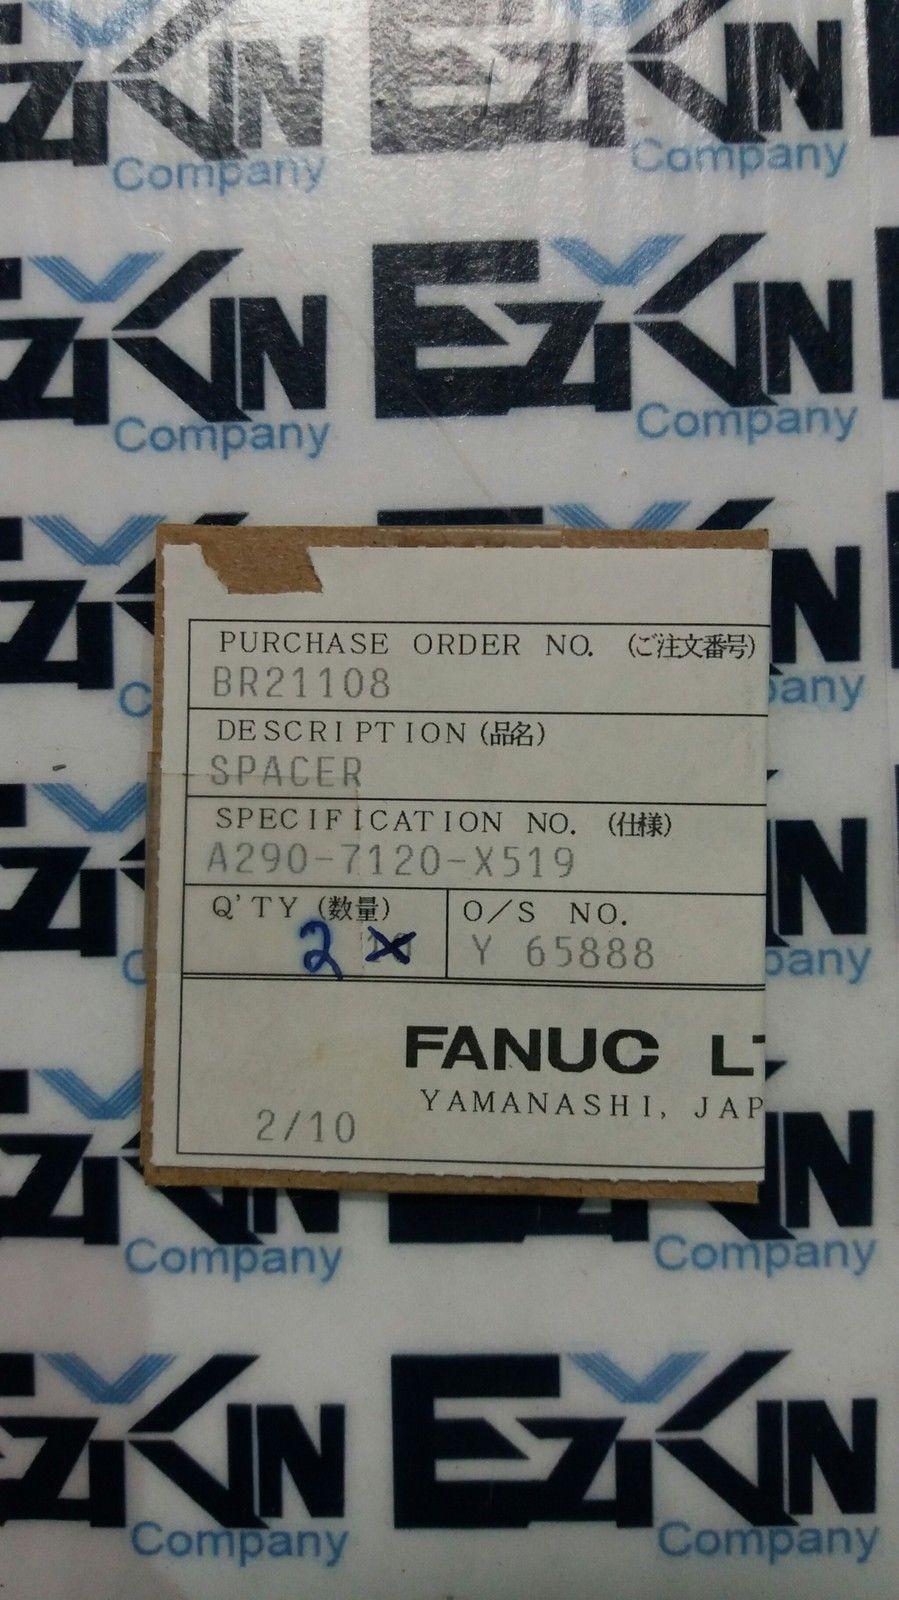 EZKIN EZKIN
Company Company
EZKIN EZKIN
Company Company
PURCHASE ORDER NO. (ご注文番号)
BR21108
DESCRIPTION (品名)
SPACER
SPECIFICATION NO. (仕様)
A290-7120-X519
Q'TY (数量) O/S NO.
2 Y 65888
FANUC LT
YAMANASHI, JAP
2/10
Company Company
EZKIN EZKIN
Company Company